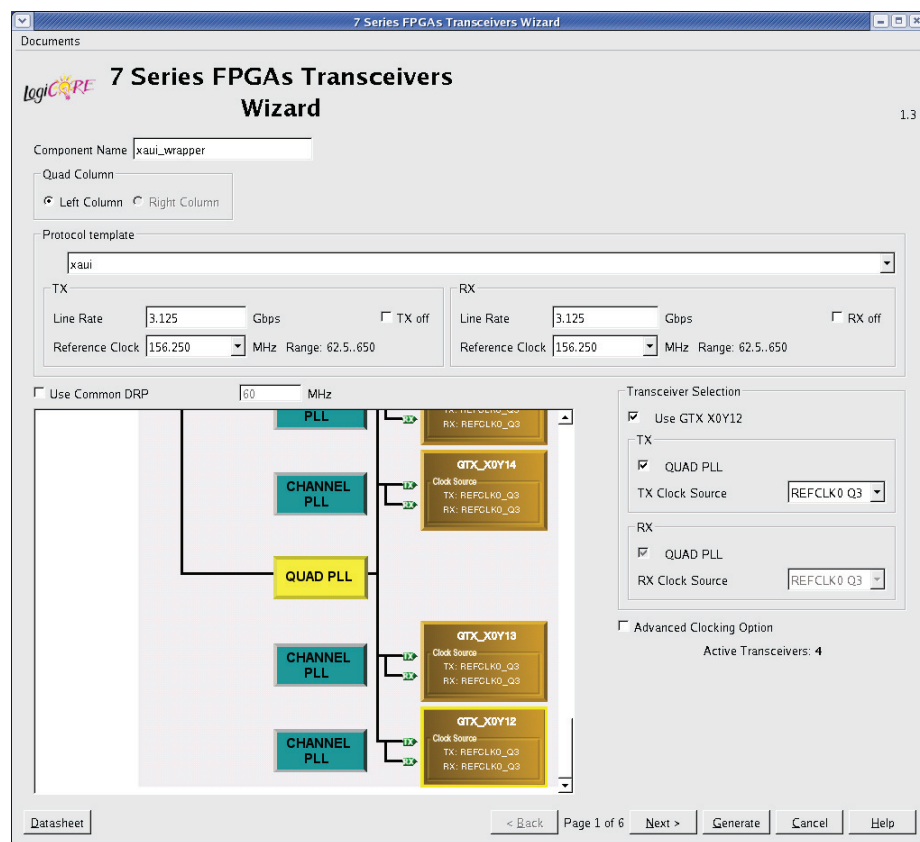 7 Series FPGAs Transceivers Wizard
Documents
LogiCORE
7 Series FPGAs Transceivers
Wizard
1.3
Component Name xaui_wrapper
Quad Column
Left Column Right Column
Protocol template
xaui
TX
Line Rate 3.125 Gbps TX off
Reference Clock 156.250 MHz Range: 62.5..650
RX
Line Rate 3.125 Gbps RX off
Reference Clock 156.250 MHz Range: 62.5..650
Use Common DRP 60 MHz
PLL
RX: REFCLK0_Q3
GTX_X0Y14
CHANNEL
PLL
Clock Source
TX: REFCLK0_Q3
RX: REFCLK0_Q3
QUAD PLL
GTX_X0Y13
CHANNEL
PLL
Clock Source
TX
TX: REFCLK0_Q3
RX: REFCLK0_Q3
GTX_X0Y12
CHANNEL
PLL
Clock Source
TX
TX: REFCLK0_Q3
RX: REFCLK0_Q3
Transceiver Selection
Use GTX X0Y12
TX
QUAD PLL
TX Clock Source REFCLK0 Q3
RX
QUAD PLL
RX Clock Source REFCLK0 Q3
Advanced Clocking Option
Active Transceivers: 4
Datasheet
< Back Page 1 of 6 Next > Generate Cancel Help